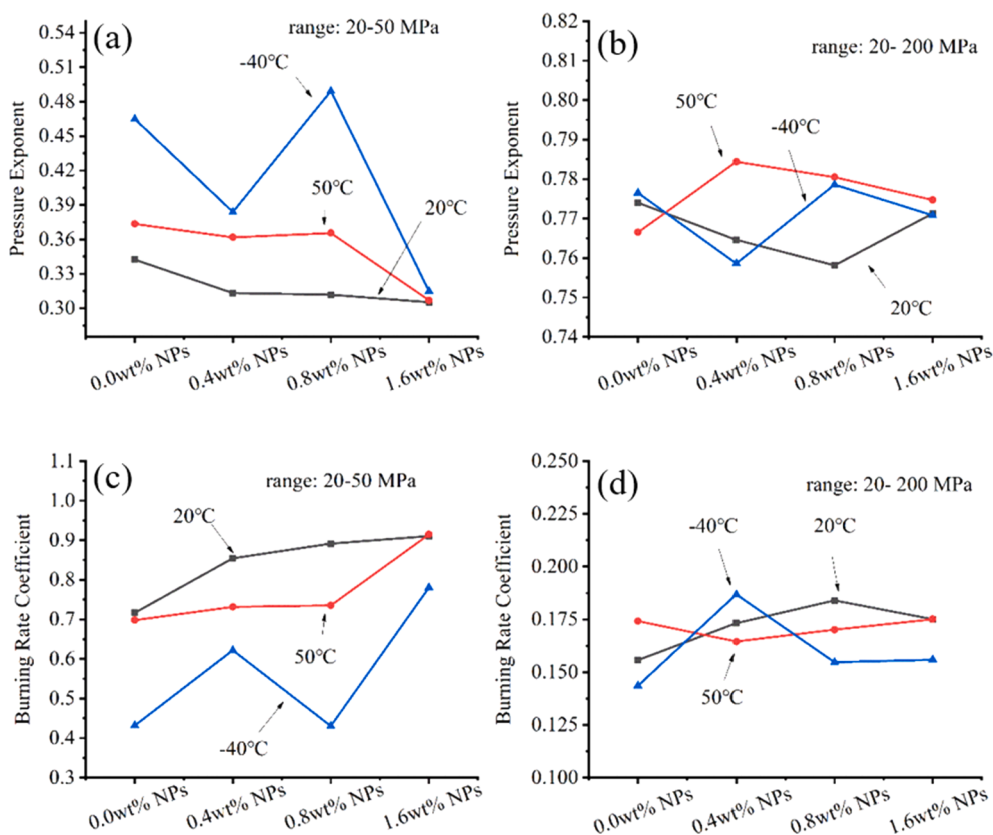 (a)
range: 20-50 MPa
Pressure Exponent
0.54
0.51
0.48
0.45
0.42
0.39
0.36
0.33
0.30
-40℃
50℃
20℃
0.0wt% NPs
0.4wt% NPs
0.8wt% NPs
1.6wt% NPs
(b)
range: 20- 200 MPa
Pressure Exponent
0.82
0.81
0.80
0.79
0.78
0.77
0.76
0.75
0.74
50℃
-40℃
20℃
0.0wt% NPs
0.4wt% NPs
0.8wt% NPs
1.6wt% NPs
(c)
range: 20-50 MPa
Burning Rate Coefficient
1.1
1.0
0.9
0.8
0.7
0.6
0.5
0.4
0.3
20℃
50℃
-40℃
0.0wt% NPs
0.4wt% NPs
0.8wt% NPs
1.6wt% NPs
(d)
range: 20- 200 MPa
Burning Rate Coefficient
0.250
0.225
0.200
0.175
0.150
0.125
0.100
-40℃
20℃
50℃
0.0wt% NPs
0.4wt% NPs
0.8wt% NPs
1.6wt% NPs